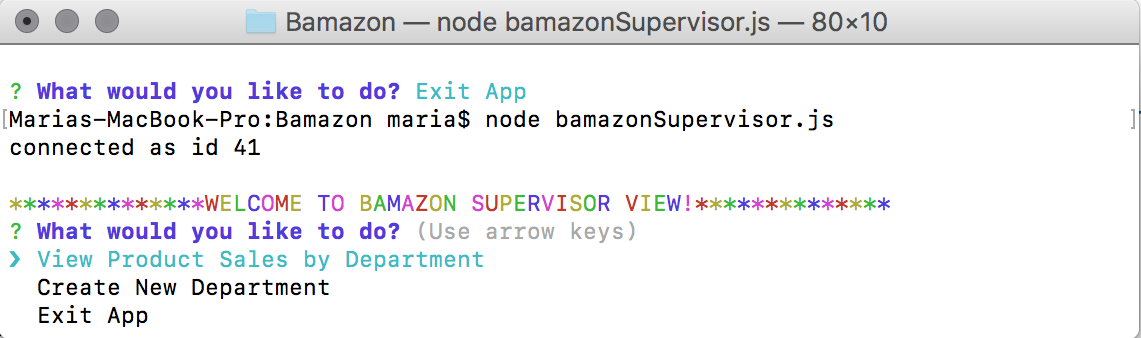 Bamazon — node bamazonSupervisor.js — 80×10
? What would you like to do? Exit App
[Marias-MacBook-Pro:Bamazon maria$ node bamazonSupervisor.js ]
connected as id 41
**************WELCOME TO BAMAZON SUPERVISOR VIEW!**************
? What would you like to do? (Use arrow keys)
❯ View Product Sales by Department
Create New Department
Exit App